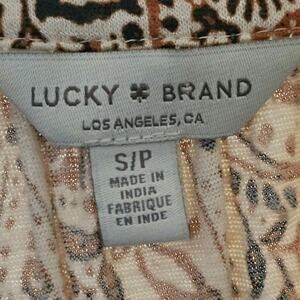 LUCKY BRAND
LOS ANGELES, CA
S/P
MADE IN
INDIA
FABRIQUE
EN INDE